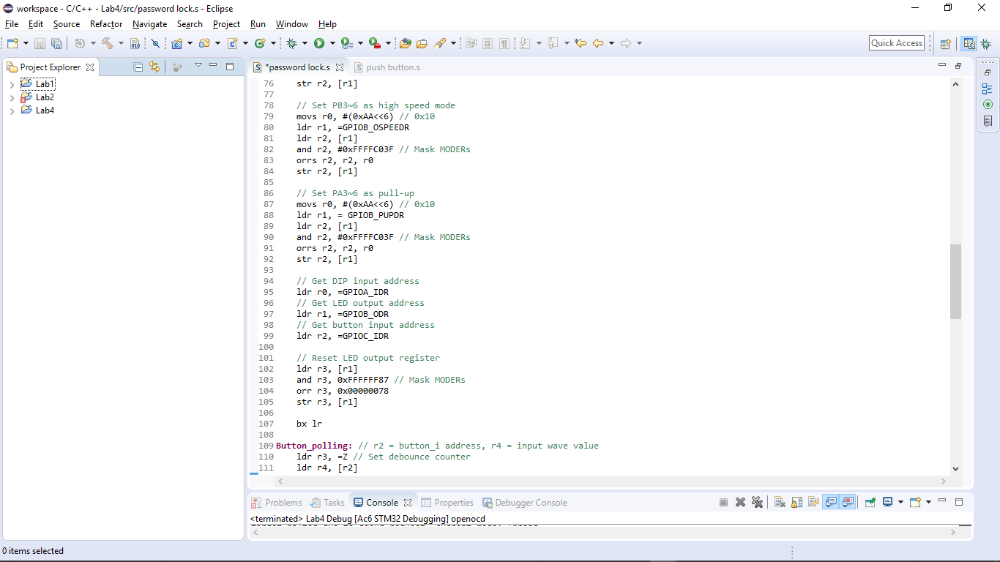 workspace - C/C++ - Lab4/src/password lock.s - Eclipse
File Edit Source Refactor Navigate Search Project Run Window Help
Quick Access
Project Explorer
*password lock.s
push button.s
Lab1
Lab2
Lab4
76 str r2, [r1]
77
78 // Set PB3~6 as high speed mode
79 movs r0, #(0xAA<<6) // 0x10
80 ldr r1, =GPIOB_OSPEEDR
81 ldr r2, [r1]
82 and r2, #0xFFFFC03F // Mask MODERs
83 orrs r2, r2, r0
84 str r2, [r1]
85
86 // Set PA3~6 as pull-up
87 movs r0, #(0xAA<<6) // 0x10
88 ldr r1, = GPIOB_PUPDR
89 ldr r2, [r1]
90 and r2, #0xFFFFC03F // Mask MODERs
91 orrs r2, r2, r0
92 str r2, [r1]
93
94 // Get DIP input address
95 ldr r0, =GPIOA_IDR
96 // Get LED output address
97 ldr r1, =GPIOB_ODR
98 // Get button input address
99 ldr r2, =GPIOC_IDR
100
101 // Reset LED output register
102 ldr r3, [r1]
103 and r3, 0xFFFFFF87 // Mask MODERs
104 orr r3, 0x00000078
105 str r3, [r1]
106
107 bx lr
108
109 Button_polling: // r2 = button_i address, r4 = input wave value
110 ldr r3, =Z // Set debounce counter
111 ldr r4, [r2]
Problems Tasks Console Properties Debugger Console
<terminated> Lab4 Debug [Ac6 STM32 Debugging] openocd
0 items selected